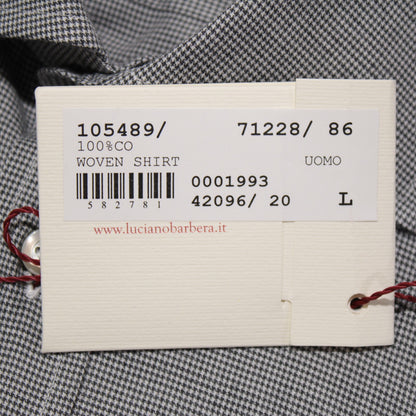 105489/ 71228/ 86
100%CO
WOVEN SHIRT UOMO
0001993
582781 42096/ 20 L
www.lucianobarbera.it